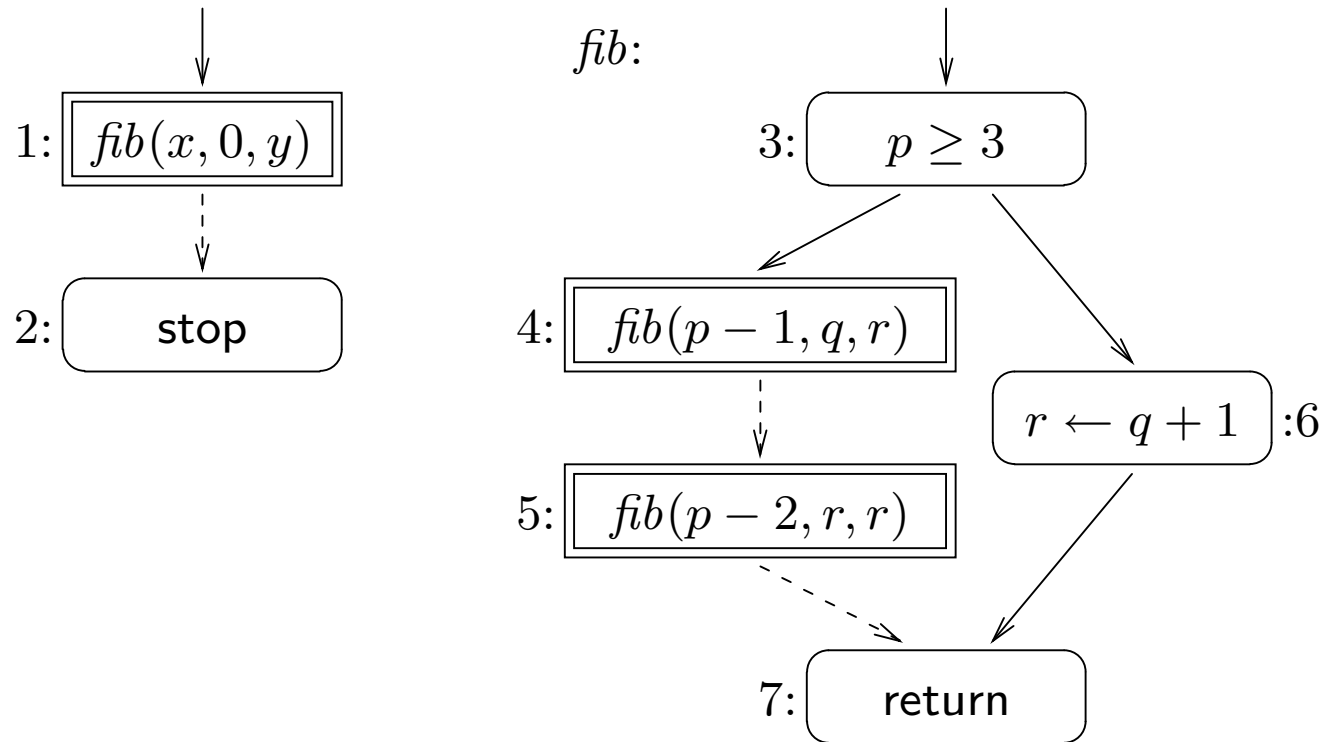 fib:
1: fib(x, 0, y)
3: p ≥ 3
2: stop
4: fib(p − 1, q, r)
r ← q + 1 :6
5: fib(p − 2, r, r)
7: return